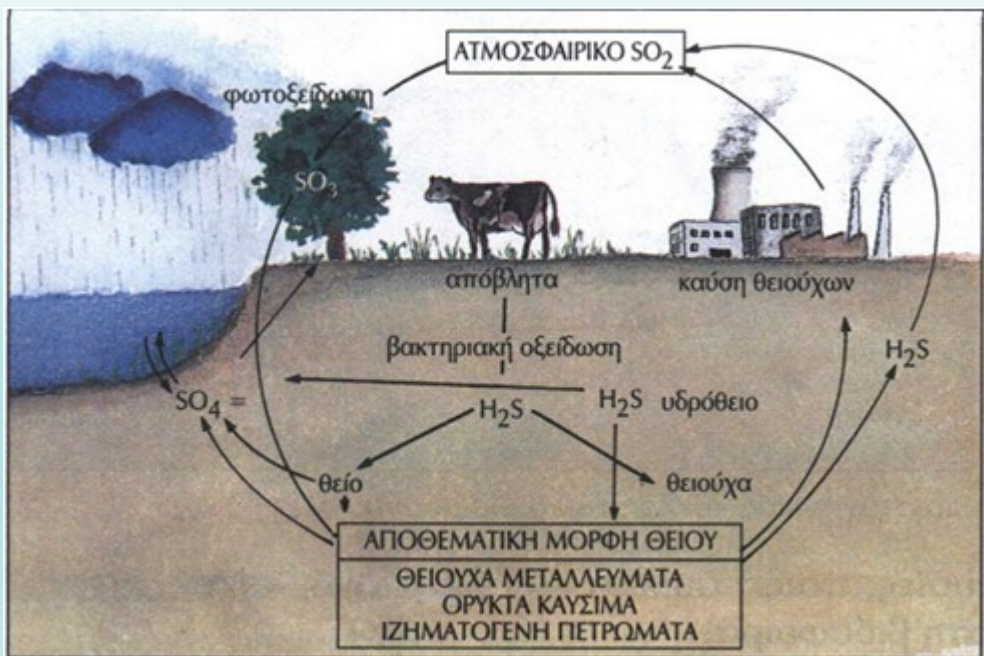 ΑΤΜΟΣΦΑΙΡΙΚΟ SO2
φωτοξείδωση
SO3
απόβλητα
καύση θειούχων
βακτηριακή οξείδωση
H2S
SO4 =
H2S
H2S υδρόθειο
θείο
θειούχα
ΑΠΟΘΕΜΑΤΙΚΗ ΜΟΡΦΗ ΘΕΙΟΥ
ΘΕΙΟΥΧΑ ΜΕΤΑΛΛΕΥΜΑΤΑ
ΟΡΥΚΤΑ ΚΑΥΣΙΜΑ
ΙΖΗΜΑΤΟΓΕΝΗ ΠΕΤΡΩΜΑΤΑ